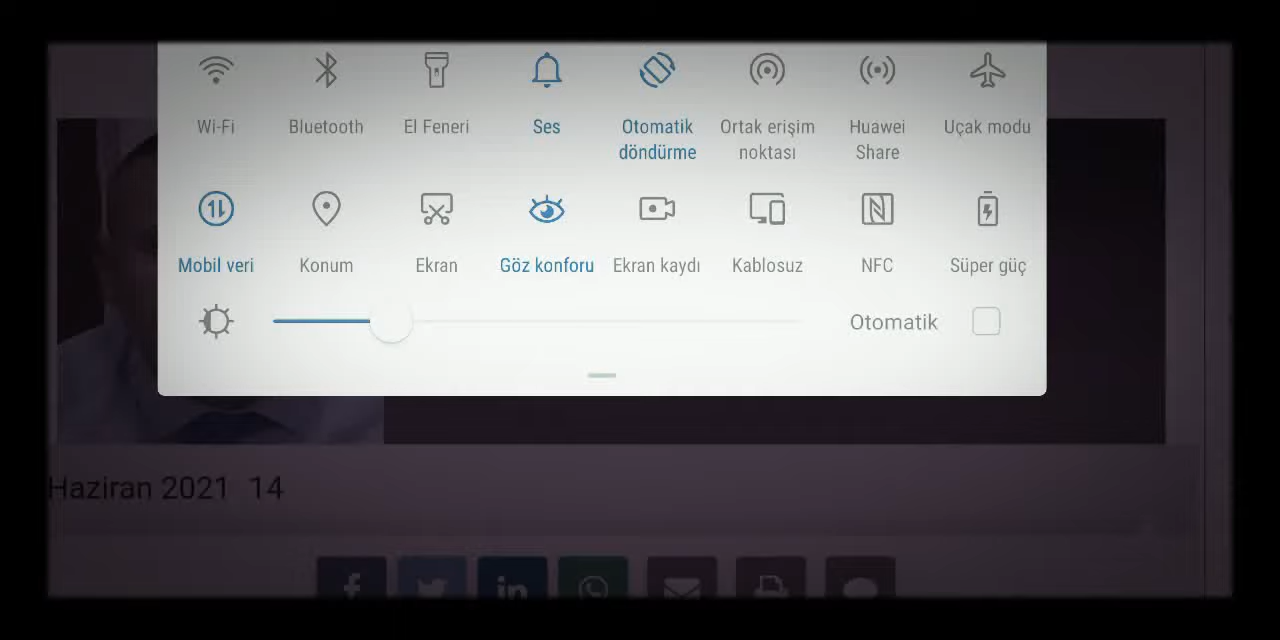 Wi-Fi
Bluetooth
El Feneri
Ses
Otomatik
döndürme
Ortak erişim
noktası
Huawei
Share
Uçak modu
Mobil veri
Konum
Ekran
Göz konforu
Ekran kaydı
Kablosuz
NFC
Süper güç
Otomatik
Haziran 2021 14